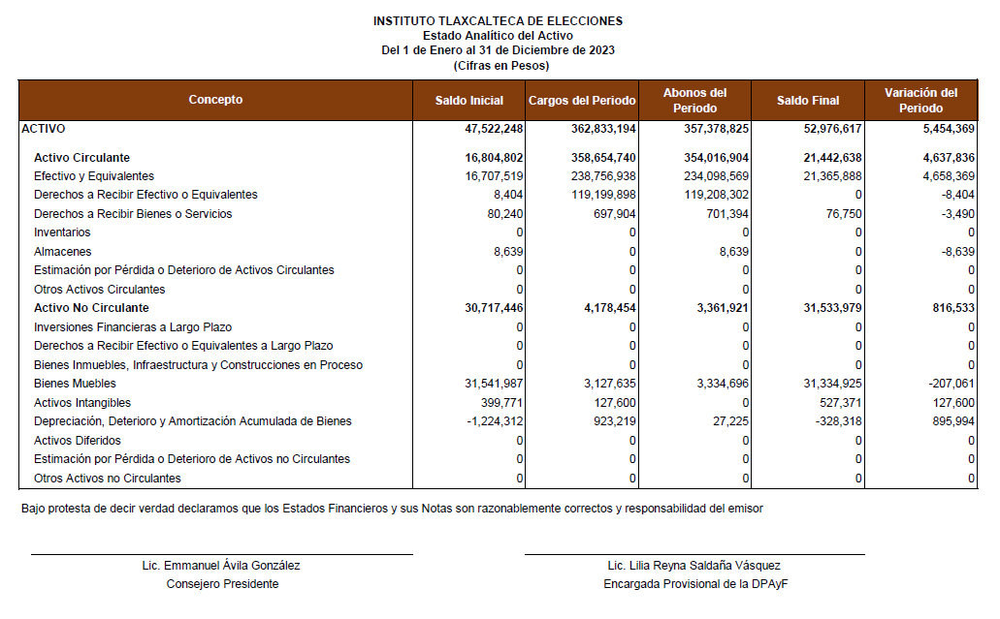 INSTITUTO TLAXCALTECA DE ELECCIONES
Estado Analítico del Activo
Del 1 de Enero al 31 de Diciembre de 2023
(Cifras en Pesos)
Concepto Saldo Inicial Cargos del Periodo Abonos del Periodo Saldo Final Variación del Periodo
ACTIVO 47,522,248 362,833,194 357,378,825 52,976,617 5,454,369
Activo Circulante 16,804,802 358,654,740 354,016,904 21,442,638 4,637,836
Efectivo y Equivalentes 16,707,519 238,756,938 234,098,569 21,365,888 4,658,369
Derechos a Recibir Efectivo o Equivalentes 8,404 119,199,898 119,208,302 0 -8,404
Derechos a Recibir Bienes o Servicios 80,240 697,904 701,394 76,750 -3,490
Inventarios 0 0 0 0 0
Almacenes 8,639 0 8,639 0 -8,639
Estimación por Pérdida o Deterioro de Activos Circulantes 0 0 0 0 0
Otros Activos Circulantes 0 0 0 0 0
Activo No Circulante 30,717,446 4,178,454 3,361,921 31,533,979 816,533
Inversiones Financieras a Largo Plazo 0 0 0 0 0
Derechos a Recibir Efectivo o Equivalentes a Largo Plazo 0 0 0 0 0
Bienes Inmuebles, Infraestructura y Construcciones en Proceso 0 0 0 0 0
Bienes Muebles 31,541,987 3,127,635 3,334,696 31,334,925 -207,061
Activos Intangibles 399,771 127,600 0 527,371 127,600
Depreciación, Deterioro y Amortización Acumulada de Bienes -1,224,312 923,219 27,225 -328,318 895,994
Activos Diferidos 0 0 0 0 0
Estimación por Pérdida o Deterioro de Activos no Circulantes 0 0 0 0 0
Otros Activos no Circulantes 0 0 0 0 0
Bajo protesta de decir verdad declaramos que los Estados Financieros y sus Notas son razonablemente correctos y responsabilidad del emisor
Lic. Emmanuel Ávila González Lic. Lilia Reyna Saldaña Vásquez
Consejero Presidente Encargada Provisional de la DPAyF